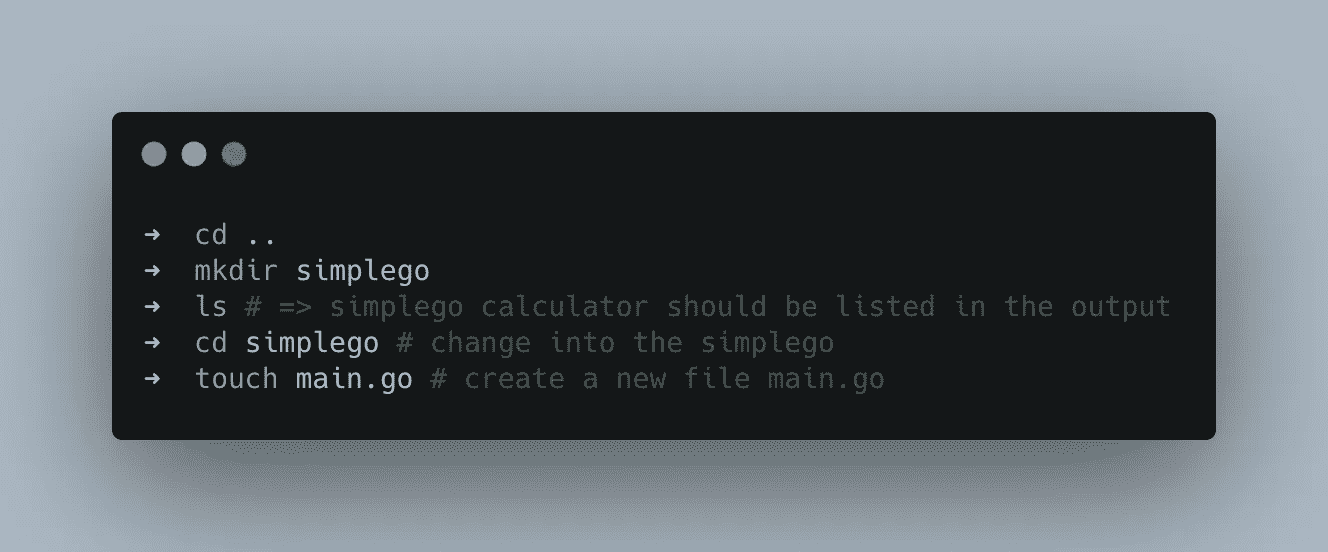 ➜ cd ..
➜ mkdir simplego
➜ ls # => simplego calculator should be listed in the output
➜ cd simplego # change into the simplego
➜ touch main.go # create a new file main.go